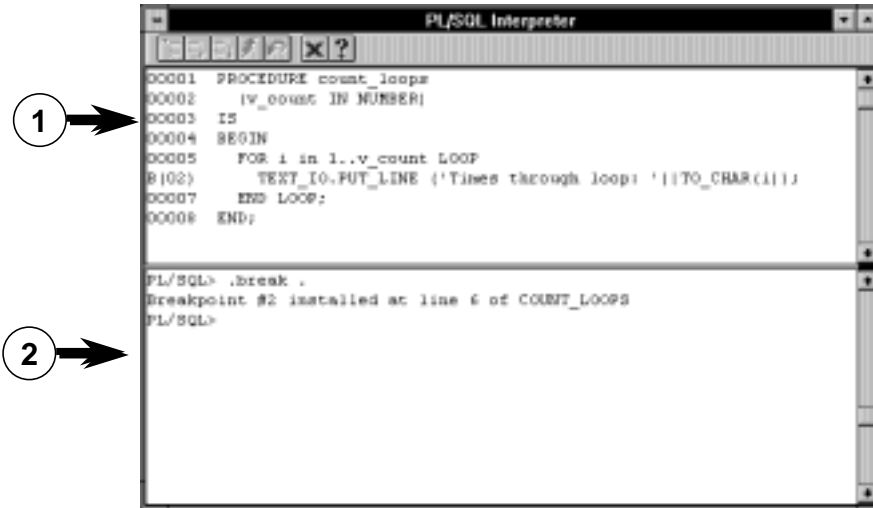 PL/SQL Interpreter
00001 PROCEDURE count_loops
1
00002 (v_count IN NUMBER)
00003 IS
00004 BEGIN
00005 FOR i in 1..v_count LOOP
B(02) TEXT_IO.PUT_LINE ('Times through loop: '||TO_CHAR(i));
00007 END LOOP;
00008 END;
PL/SQL> .break .
Breakpoint #2 installed at line 6 of COUNT_LOOPS
PL/SQL>
2